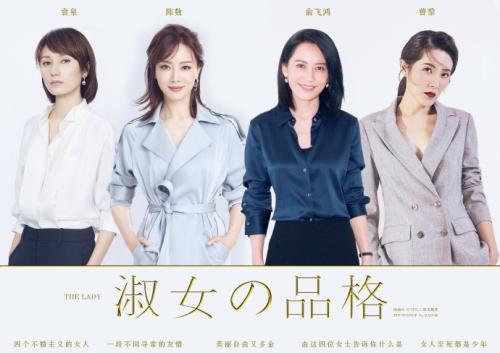 袁泉
陈数
俞飞鸿
曾黎
THE LADY
淑女の品格
四个不婚主义的女人
一段不同寻常的友情
美丽自由又多金
由这四位女士告诉你什么是
女人至死都是少年